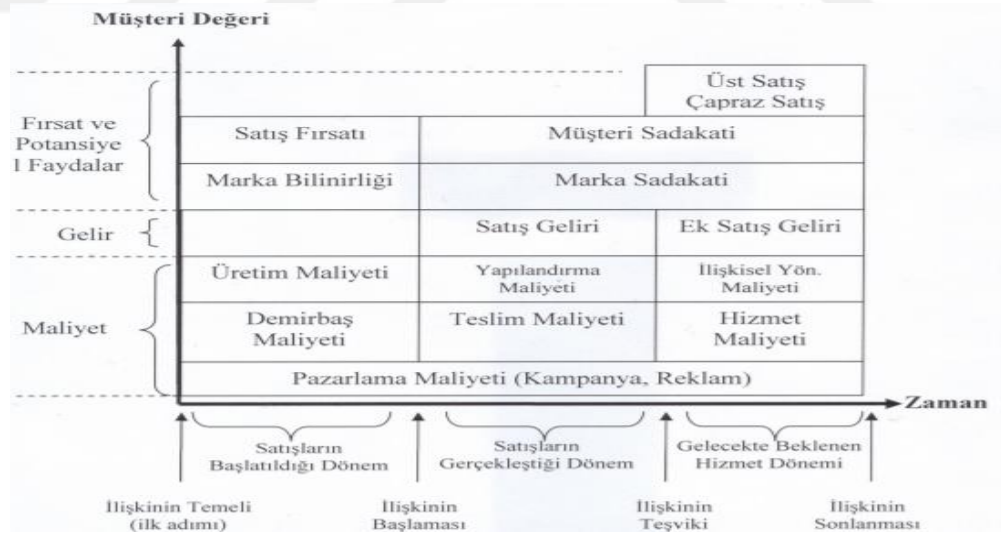 Müşteri Değeri
Üst Satış
Çapraz Satış
Fırsat ve
Potansiye
l Faydalar
Satış Fırsatı
Müşteri Sadakati
Marka Bilinirliği
Marka Sadakati
Gelir
Satış Geliri
Ek Satış Geliri
Maliyet
Üretim Maliyeti
Yapılandırma
Maliyeti
İlişkisel Yön.
Maliyeti
Demirbaş
Maliyeti
Teslim Maliyeti
Hizmet
Maliyeti
Pazarlama Maliyeti (Kampanya, Reklam)
Zaman
Satışların
Başlatıldığı Dönem
Satışların
Gerçekleştiği Dönem
Gelecekte Beklenen
Hizmet Dönemi
İlişkinin Temeli
(ilk adımı)
İlişkinin
Başlaması
İlişkinin
Teşviki
İlişkinin
Sonlanması